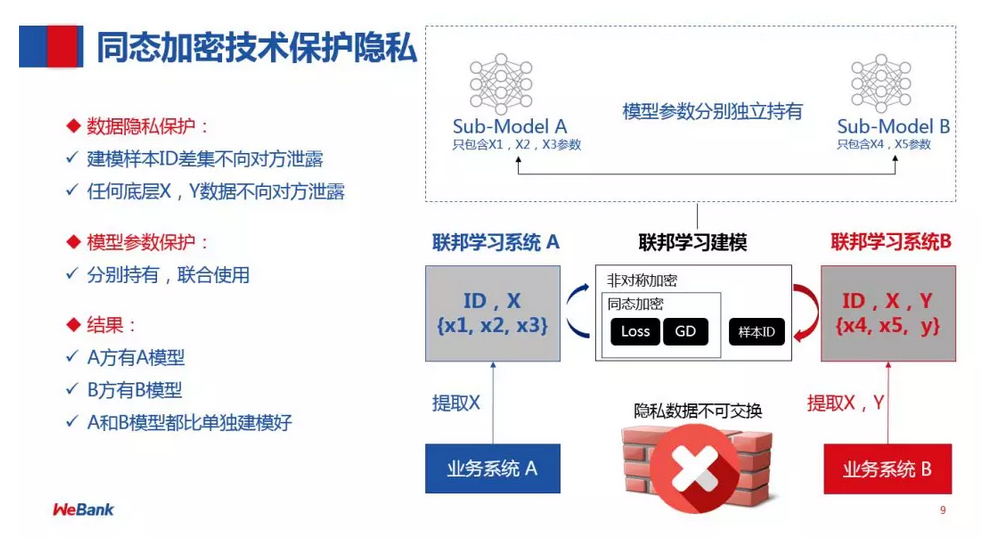 同态加密技术保护隐私
◆ 数据隐私保护：
✓ 建模样本ID差集不向对方泄露
✓ 任何底层X，Y数据不向对方泄露
◆ 模型参数保护：
✓ 分别持有，联合使用
◆ 结果：
✓ A方有A模型
✓ B方有B模型
✓ A和B模型都比单独建模好
Sub-Model A
只包含X1，X2，X3参数
模型参数分别独立持有
Sub-Model B
只包含X4，X5参数
联邦学习系统 A
联邦学习建模
联邦学习系统B
ID，X
{x1, x2, x3}
非对称加密
同态加密
Loss
GD
样本ID
ID，X，Y
{x4, x5, y}
提取X
隐私数据不可交换
提取X，Y
业务系统 A
业务系统 B
WeBank
9